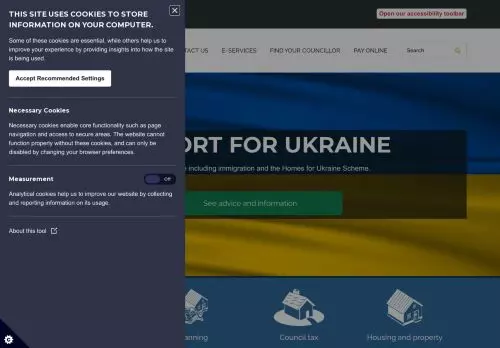 THIS SITE USES COOKIES TO STORE
INFORMATION ON YOUR COMPUTER.
Some of these cookies are essential, while others help us to
improve your experience by providing insights into how the site
is being used.
Accept Recommended Settings
Necessary Cookies
Necessary cookies enable core functionality such as page
navigation and access to secure areas. The website cannot
function properly without these cookies, and can only be
disabled by changing your browser preferences.
Measurement
Off
Analytical cookies help us to improve our website by collecting
and reporting information on its usage.
About this tool
Open our accessibility toolbar
US E-SERVICES FIND YOUR COUNCILLOR PAY ONLINE Search
FOR UKRAINE
including immigration and the Homes for Ukraine Scheme.
See advice and information
Council tax
Housing and property